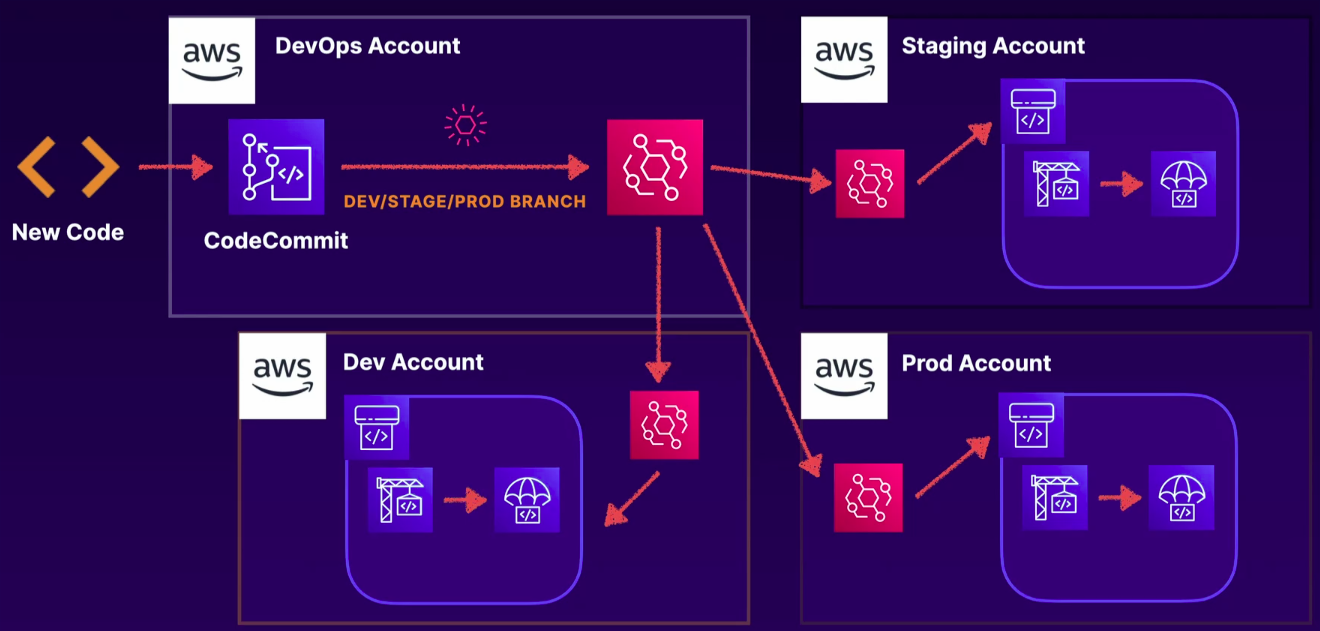 aws
DevOps Account
New Code
CodeCommit
DEV/STAGE/PROD BRANCH
aws
Staging Account
aws
Dev Account
aws
Prod Account